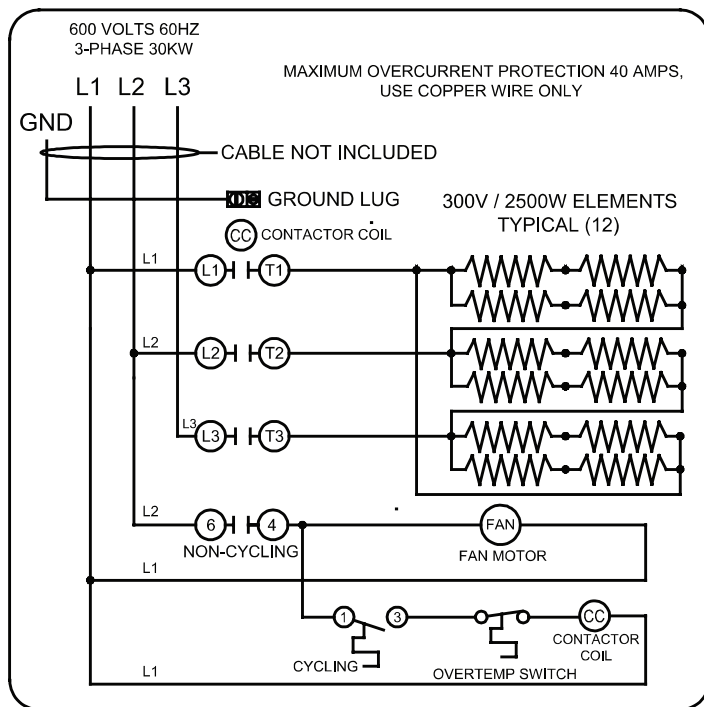 600 VOLTS 60HZ
3-PHASE 30KW
L1 L2 L3
MAXIMUM OVERCURRENT PROTECTION 40 AMPS,
USE COPPER WIRE ONLY
GND
CABLE NOT INCLUDED
GROUND LUG
300V / 2500W ELEMENTS
TYPICAL (12)
CC CONTACTOR COIL
L1 L1 T1
L2 L2 T2
L3 L3 T3
L2 6 4 FAN
NON-CYCLING
FAN MOTOR
L1
1 3 CC
CONTACTOR
COIL
CYCLING
OVERTEMP SWITCH
L1